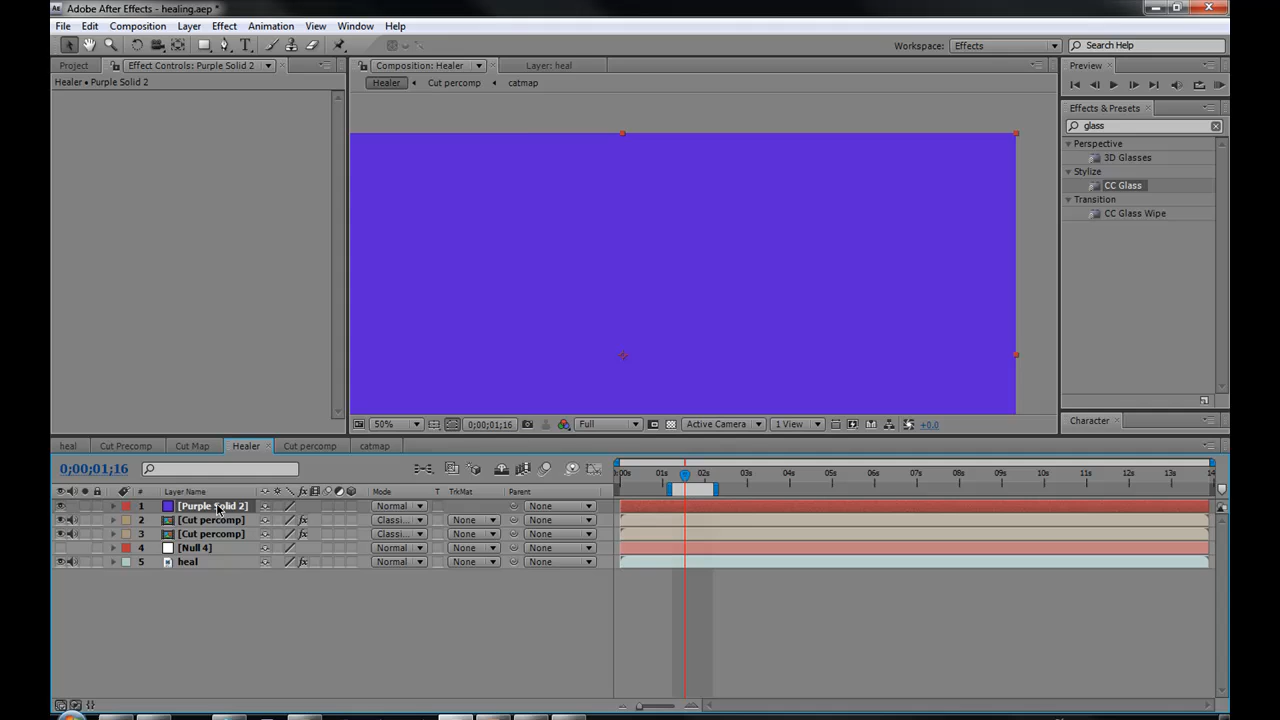 Adobe After Effects - healing.aep *
File Edit Composition Layer Effect Animation View Window Help
Workspace: Effects Search Help
Project Effect Controls: Purple Solid 2 Composition: Healer Layer: heal Preview
Healer • Purple Solid 2 Healer Cut percomp catmap
Effects & Presets
glass
Perspective
3D Glasses
Stylize
CC Glass
Transition
CC Glass Wipe
50% 0;00;01;16 Full Active Camera 1 View +0.0
Character
heal Cut Precomp Cut Map Healer Cut percomp catmap
0;00;01;16
# Layer Name Mode T TrkMat Parent
:00s 01s 02s 03s 04s 05s 06s 07s 08s 09s 10s 11s 12s 13s 14
1 [Purple Solid 2] Normal None
2 [Cut percomp] Classi... None None
3 [Cut percomp] Classi... None None
4 [Null 4] Normal None None
5 heal Normal None None